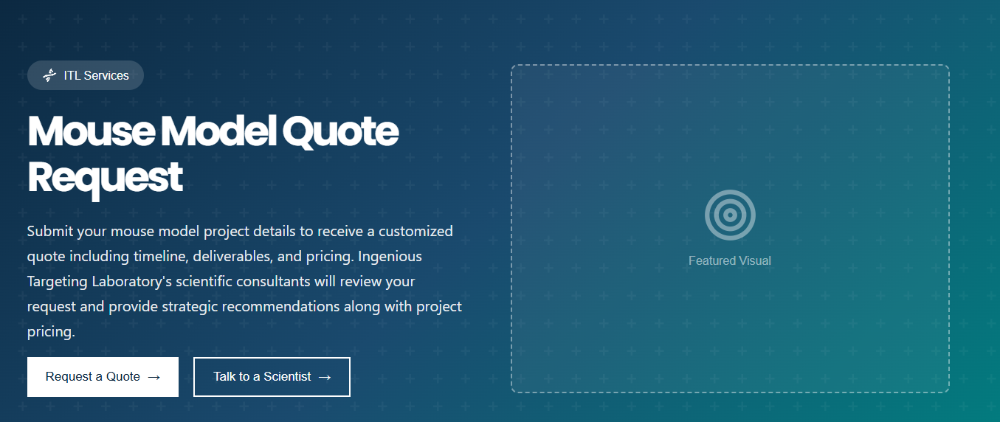 ITL Services
Mouse Model Quote
Request
Submit your mouse model project details to receive a customized
quote including timeline, deliverables, and pricing. Ingenious
Targeting Laboratory's scientific consultants will review your
request and provide strategic recommendations along with project
pricing.
Request a Quote →
Talk to a Scientist →
Featured Visual